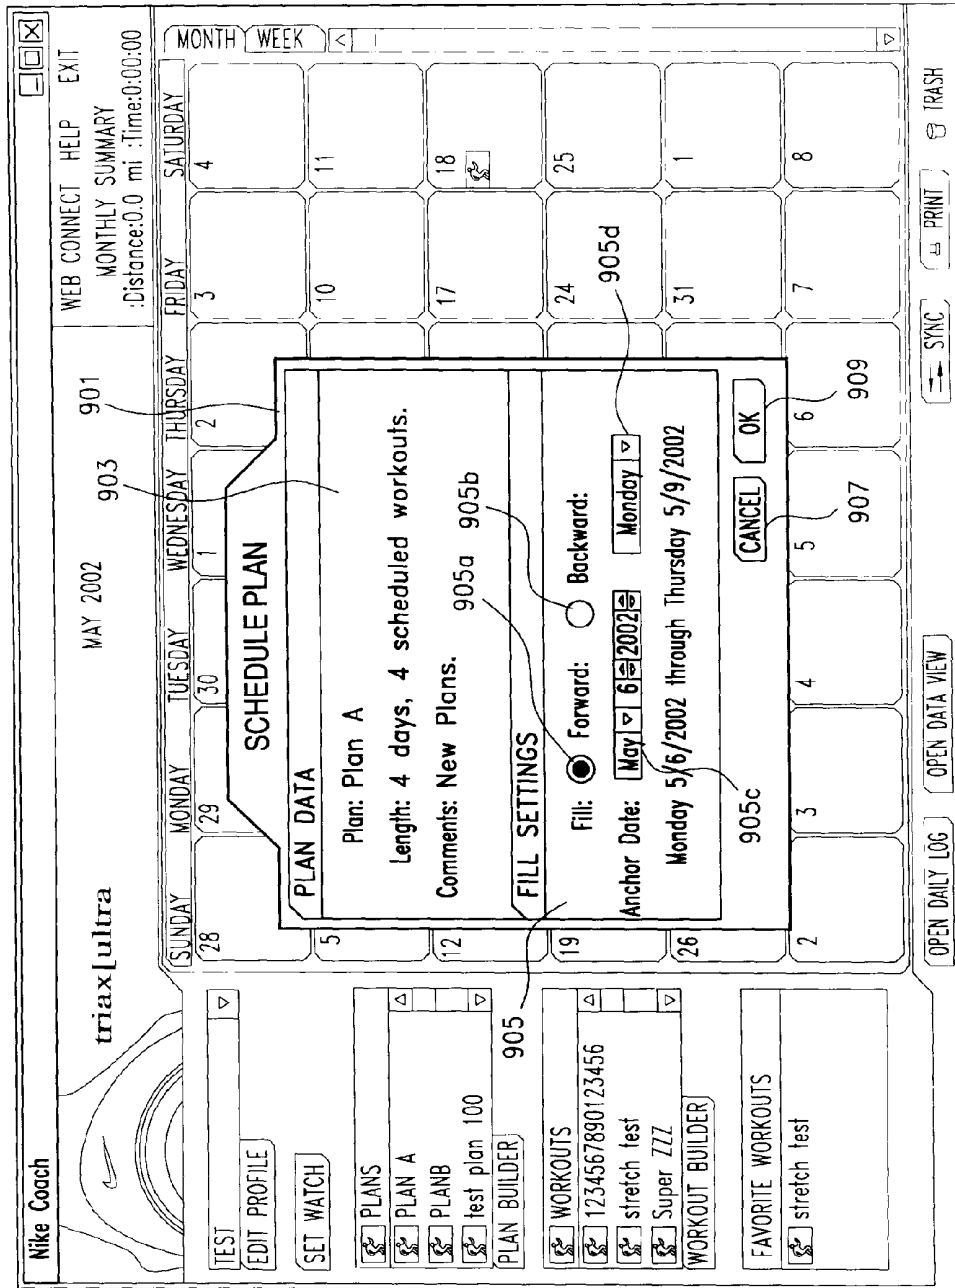 Nike Coach
triax ultra
MAY 2002
WEB CONNECT HELP EXIT
MONTHLY SUMMARY
:Distance:0.0 mi :Time:0:00:00
TEST
EDIT PROFILE
SET WATCH
PLANS
PLAN A
PLANB
test plan 100
PLAN BUILDER
WORKOUTS
1234567890123456
stretch test
Super ZZZ
WORKOUT BUILDER
FAVORITE WORKOUTS
stretch test
SUNDAY MONDAY TUESDAY WEDNESDAY THURSDAY FRIDAY SATURDAY
MONTH WEEK
28 29 30 1 2 3 4
5 10 11
12 17 18
19 24 25
26 31 1
2 3 4 5 6 7 8
901
903
SCHEDULE PLAN
PLAN DATA
Plan: Plan A
Length: 4 days, 4 scheduled workouts.
Comments: New Plans.
FILL SETTINGS
905
905a
905b
905c
905d
Fill: Forward: Backward:
Anchor Date: May 6 2002 Monday
Monday 5/6/2002 through Thursday 5/9/2002
CANCEL OK
907
909
OPEN DAILY LOG OPEN DATA VIEW SYNC PRINT TRASH